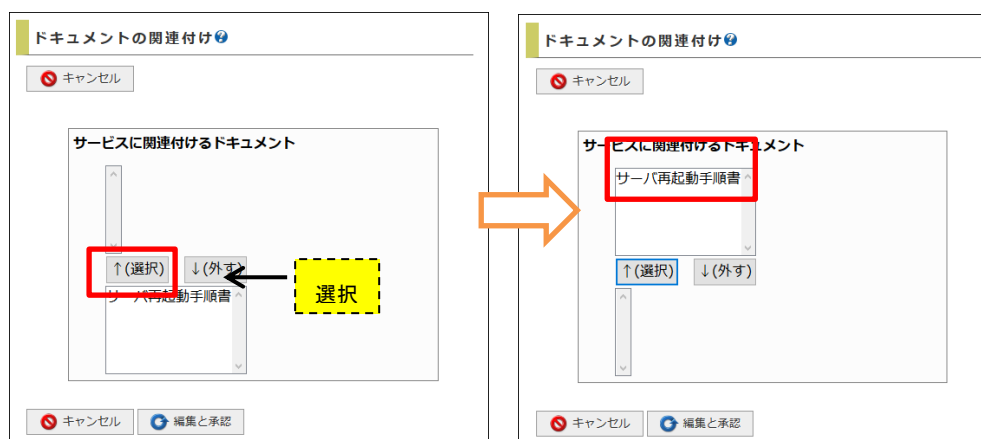 ドキュメントの関連付け?
キャンセル
サービスに関連付けるドキュメント
↑(選択)
↓(外す)
選択
サーバ再起動手順書
キャンセル
編集と承認
ドキュメントの関連付け?
キャンセル
サービスに関連付けるドキュメント
サーバ再起動手順書
↑(選択)
↓(外す)
キャンセル
編集と承認